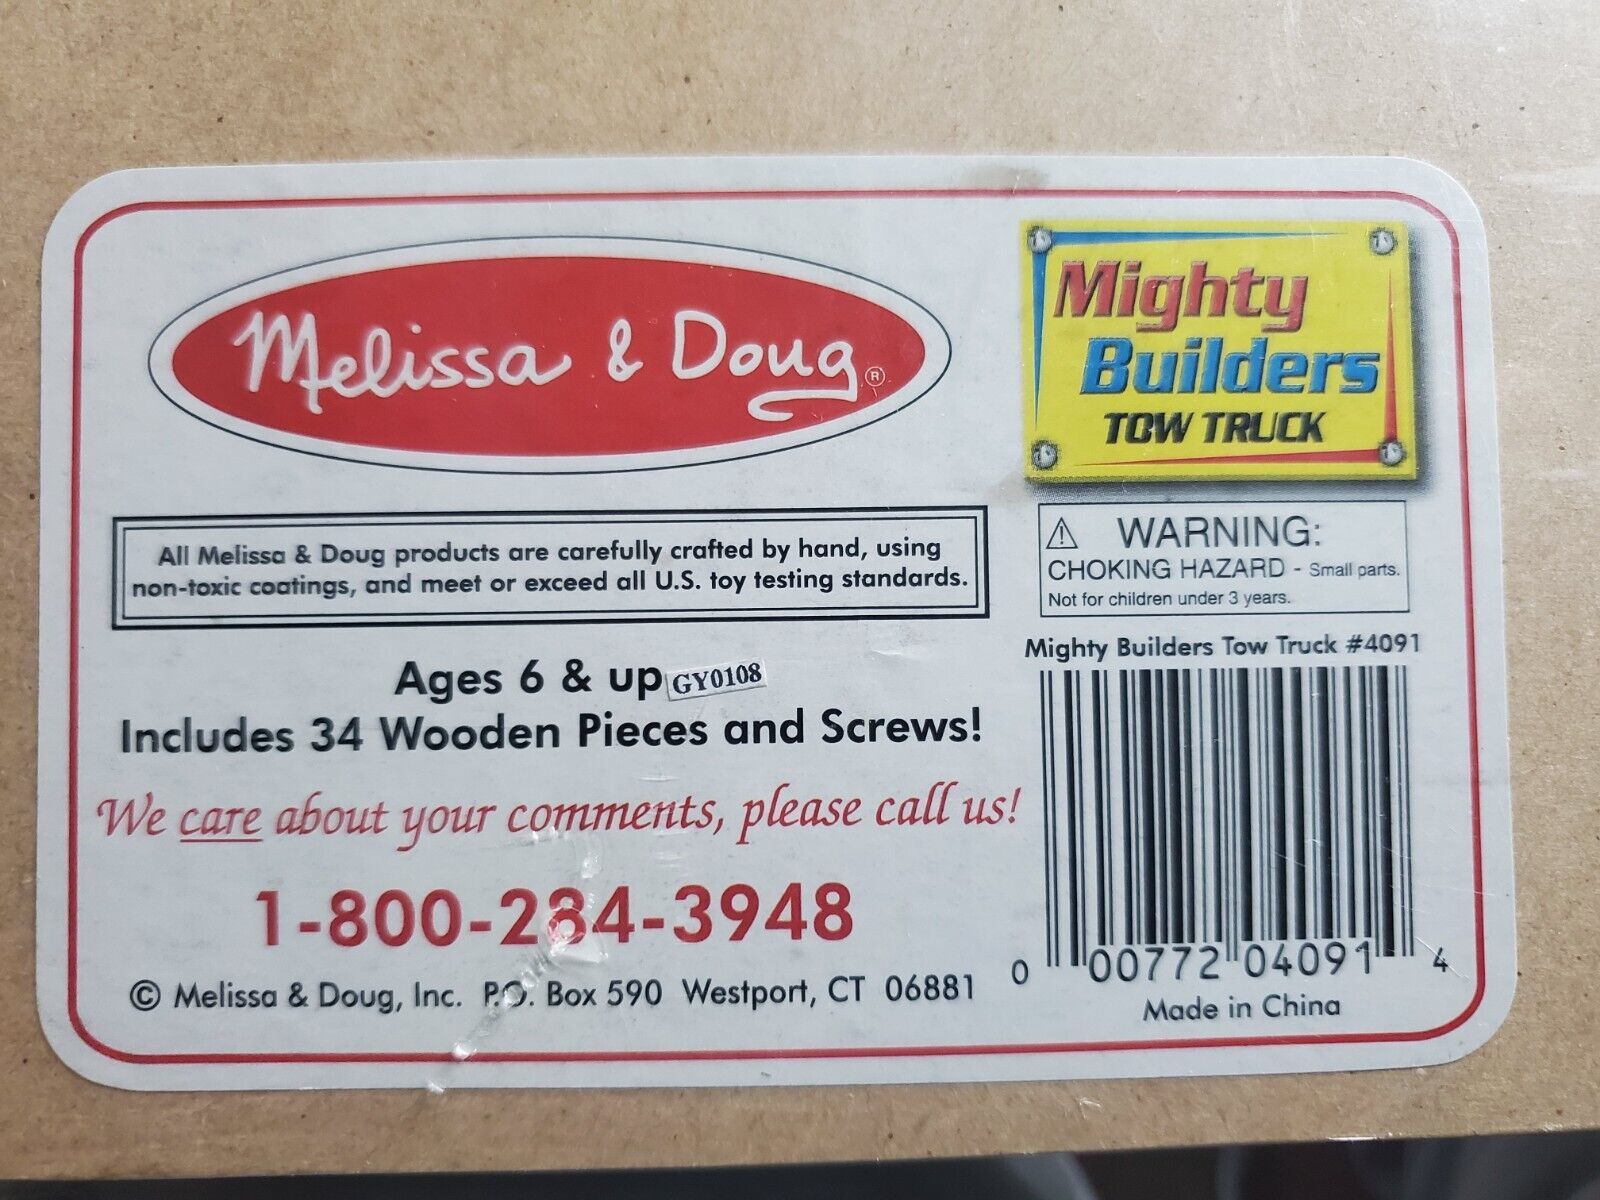 Melissa & Doug®
Mighty
Builders
TOW TRUCK
All Melissa & Doug products are carefully crafted by hand, using
non-toxic coatings, and meet or exceed all U.S. toy testing standards.
⚠ WARNING:
CHOKING HAZARD - Small parts.
Not for children under 3 years.
Ages 6 & up GY0108
Includes 34 Wooden Pieces and Screws!
We care about your comments, please call us!
1-800-284-3948
© Melissa & Doug, Inc. P.O. Box 590 Westport, CT 06881
Mighty Builders Tow Truck #4091
0 00772 04091 4
Made in China